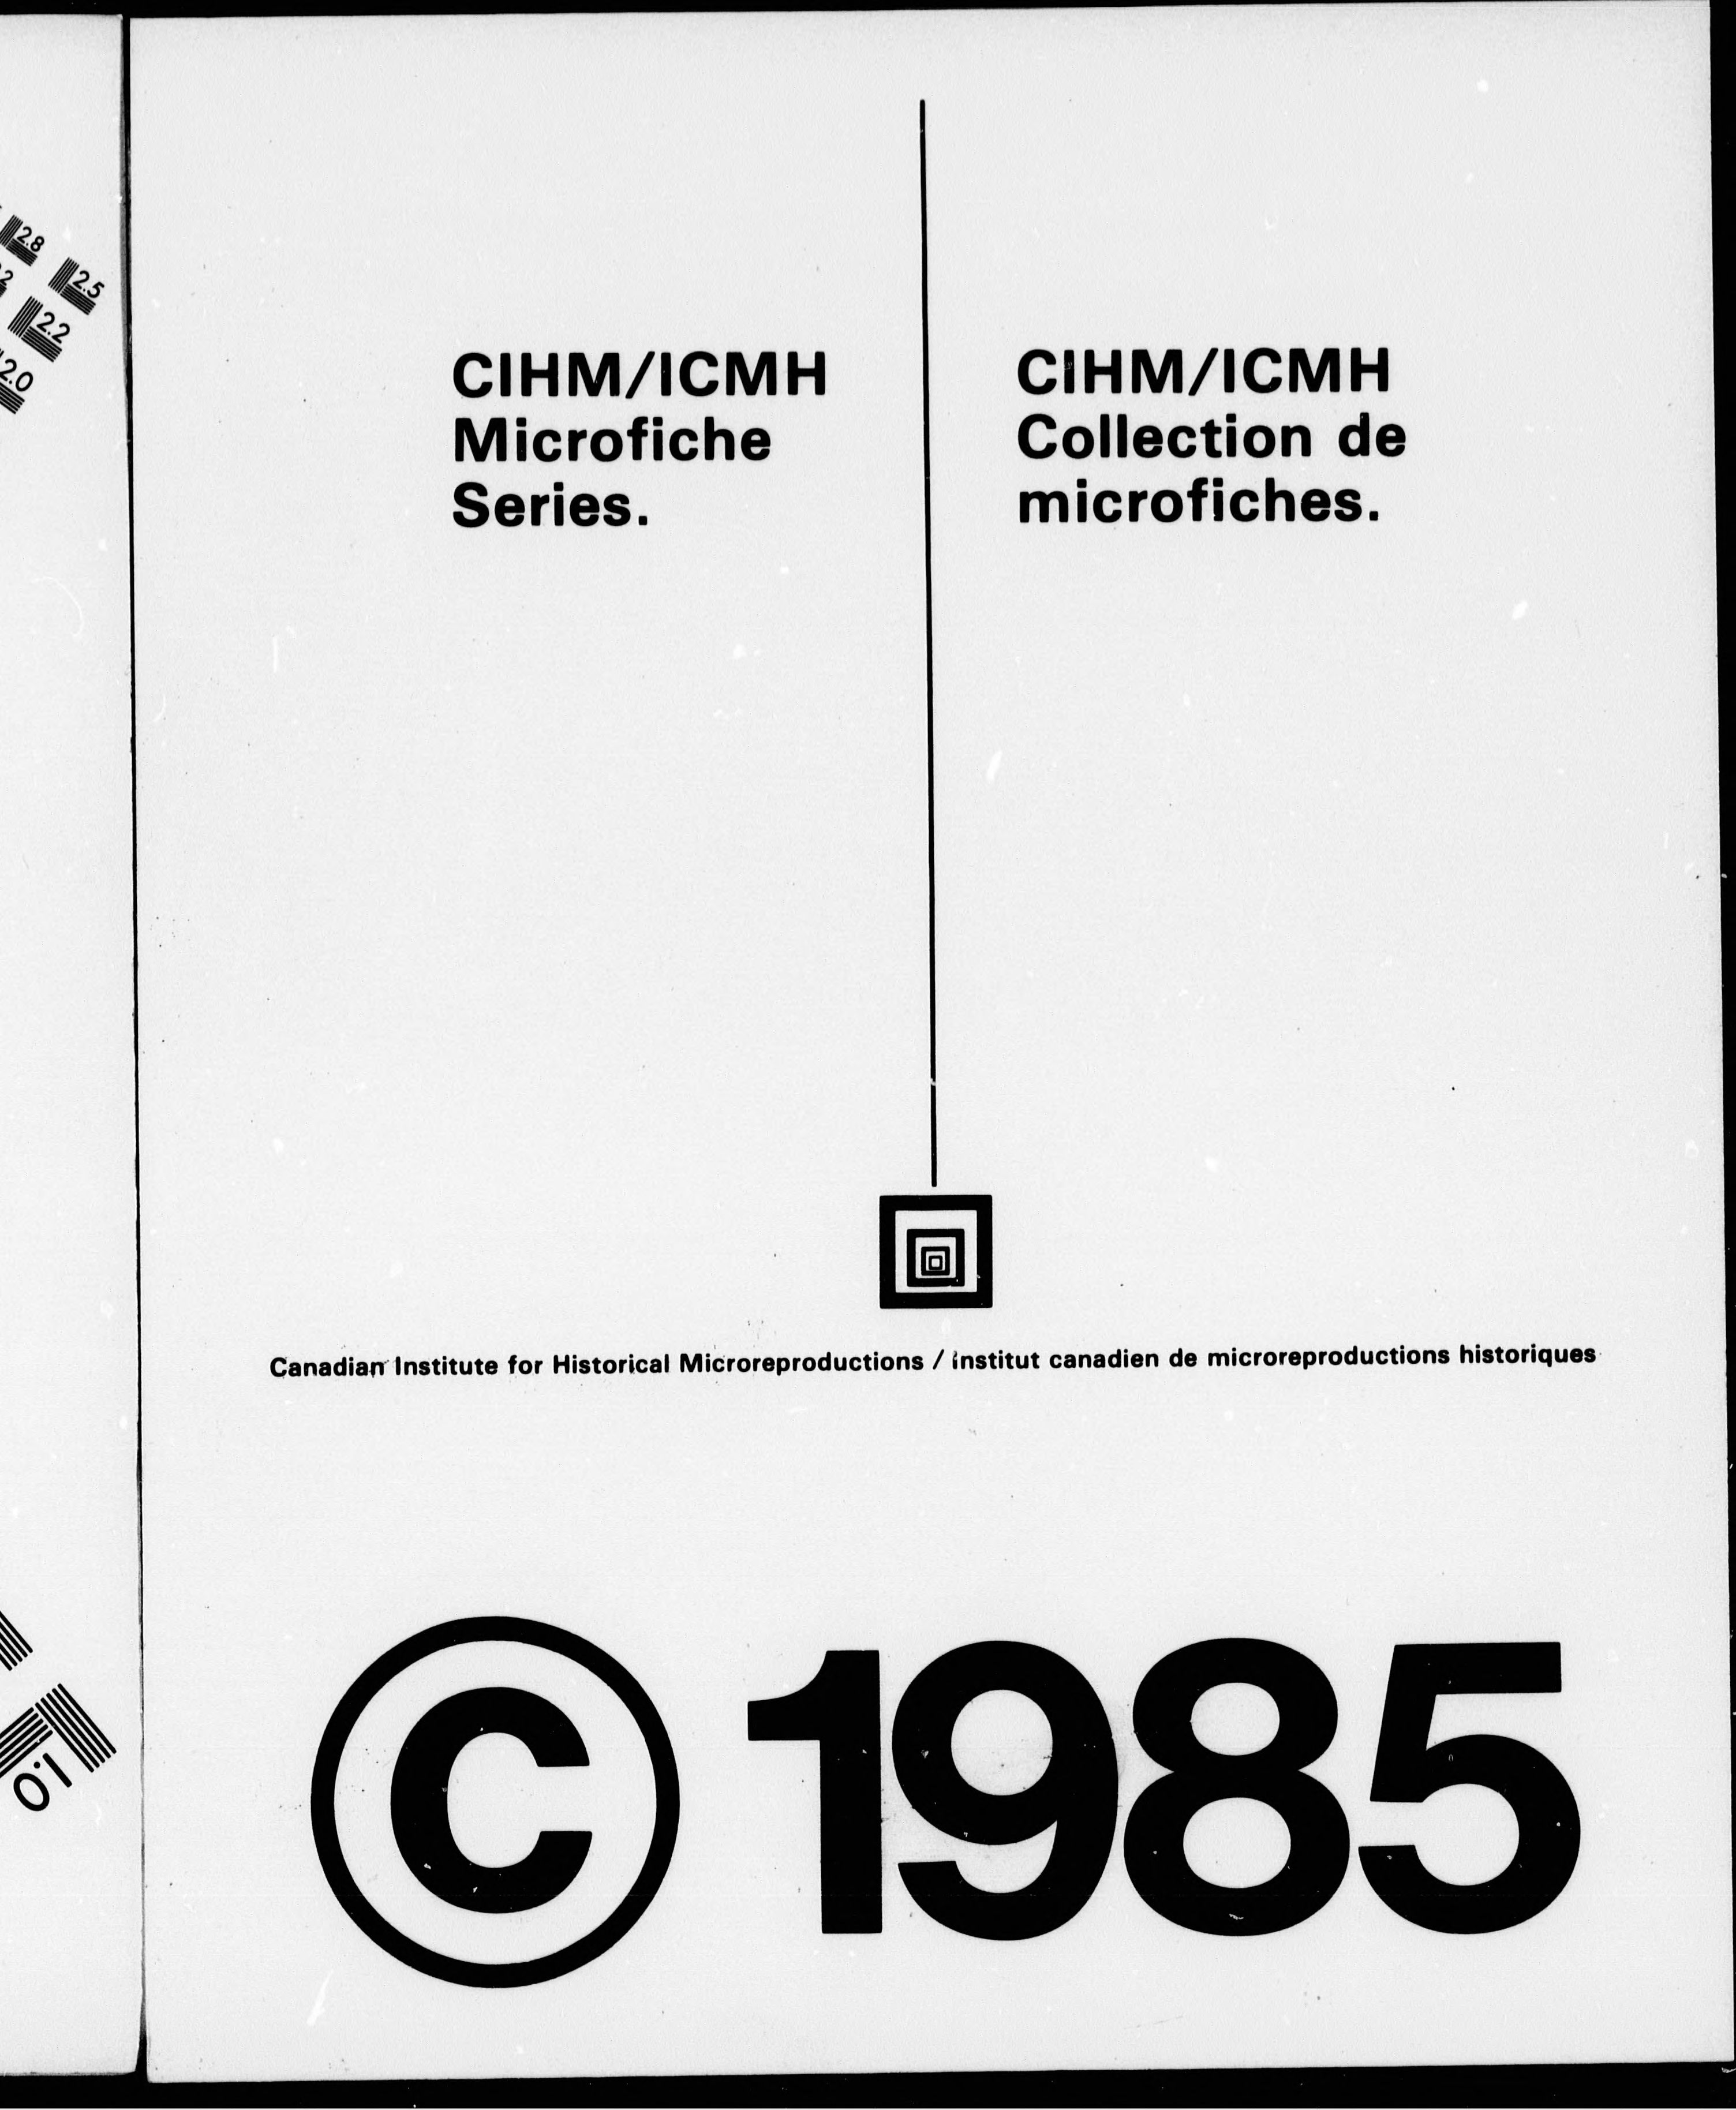 2.8
2.5
2.2
2.0
1.0
CIHM/ICMH
Microfiche
Series.
CIHM/ICMH
Collection de
microfiches.
Canadian Institute for Historical Microreproductions / Institut canadien de microreproductions historiques
© 1985